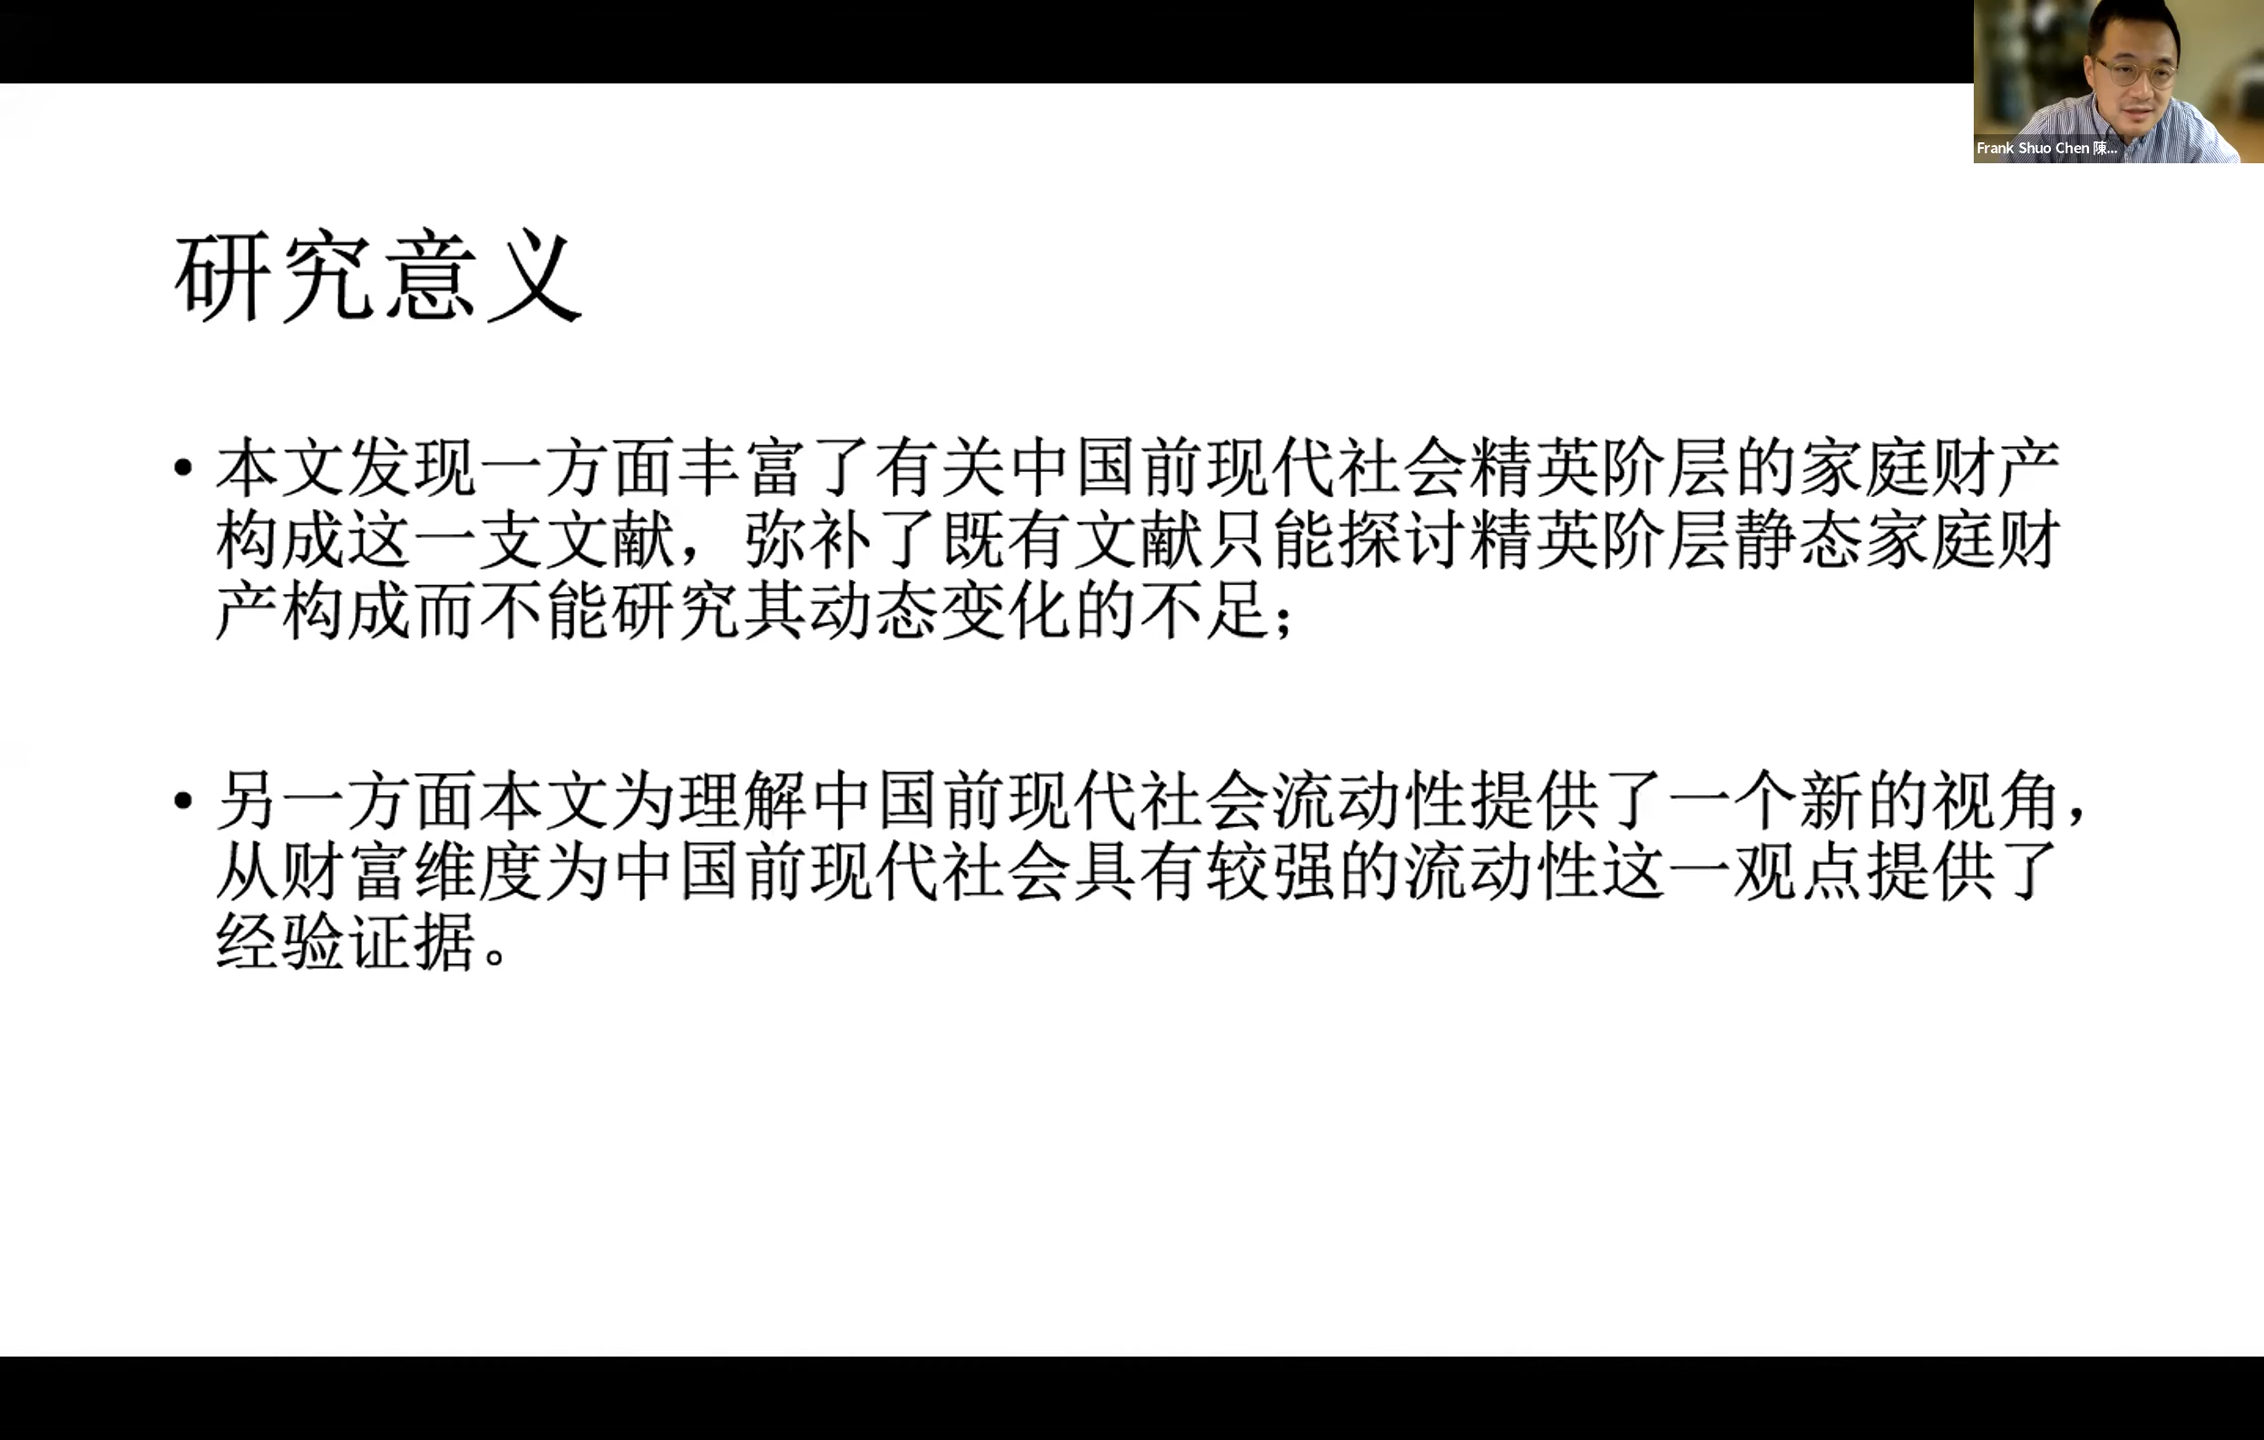 Frank Shuo Chen 陳...
研究意义
• 本文发现一方面丰富了有关中国前现代社会精英阶层的家庭财产
构成这一支文献，弥补了既有文献只能探讨精英阶层静态家庭财
产构成而不能研究其动态变化的不足；
• 另一方面本文为理解中国前现代社会流动性提供了一个新的视角，
从财富维度为中国前现代社会具有较强的流动性这一观点提供了
经验证据。